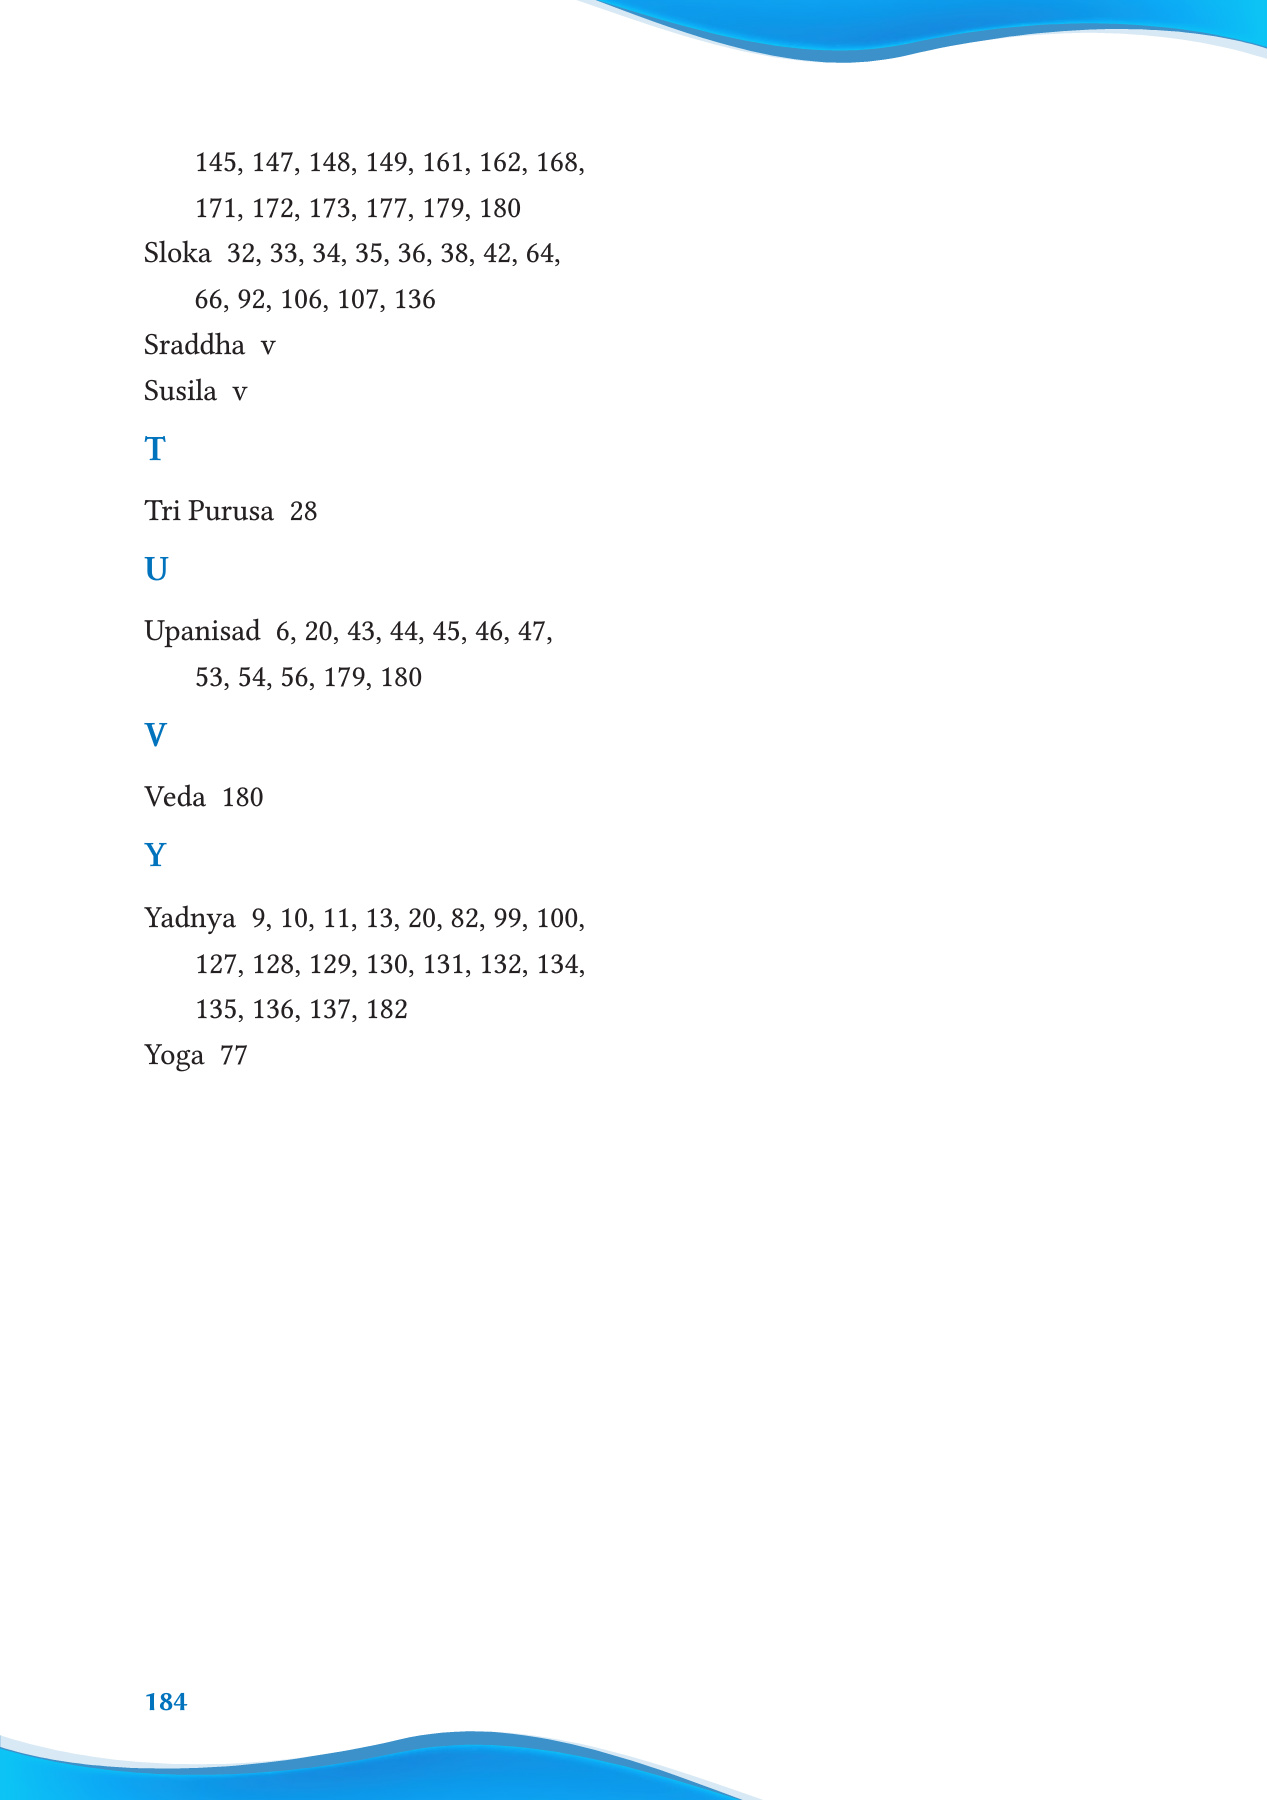 145, 147, 148, 149, 161, 162, 168,
171, 172, 173, 177, 179, 180
Sloka 32, 33, 34, 35, 36, 38, 42, 64,
66, 92, 106, 107, 136
Sraddha v
Susila v
T
Tri Purusa 28
U
Upanisad 6, 20, 43, 44, 45, 46, 47,
53, 54, 56, 179, 180
V
Veda 180
Y
Yadnya 9, 10, 11, 13, 20, 82, 99, 100,
127, 128, 129, 130, 131, 132, 134,
135, 136, 137, 182
Yoga 77
184